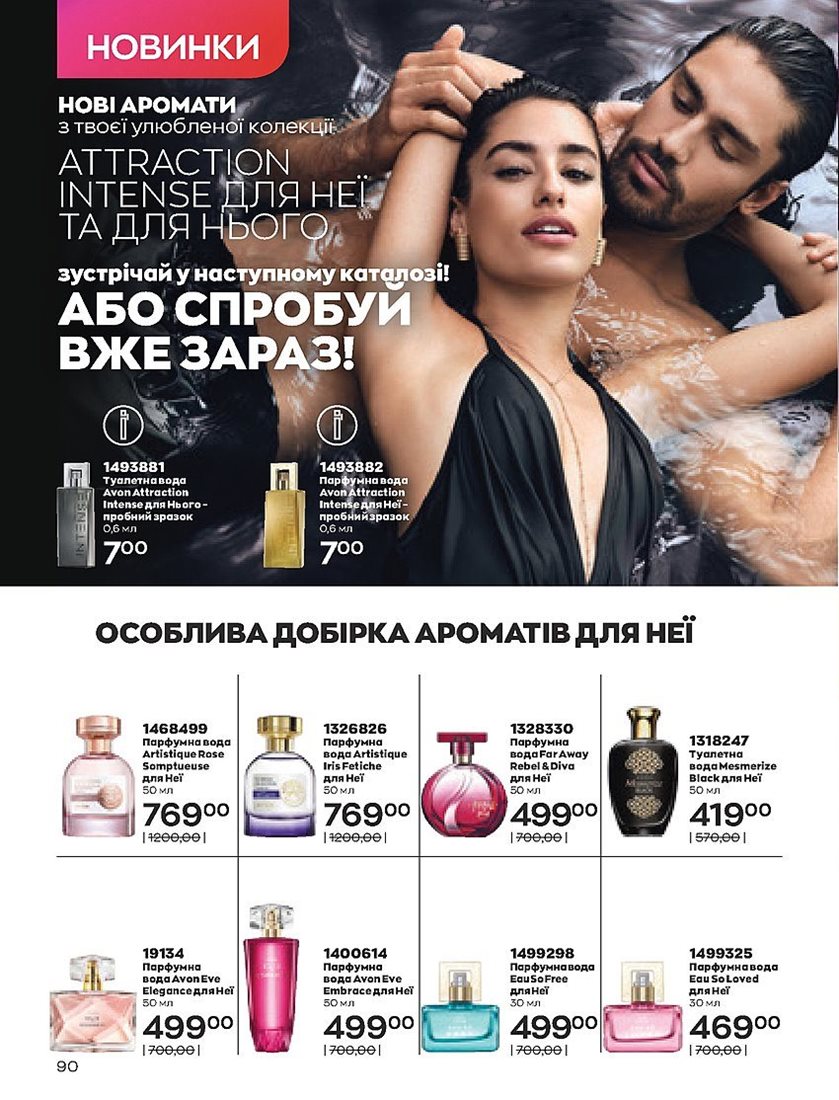 НОВИНКИ
НОВІ АРОМАТИ
з твоєї улюбленої колекції
ATTRACTION
INTENSE ДЛЯ НЕЇ
ТА ДЛЯ НЬОГО
зустрічай у наступному каталозі!
АБО СПРОБУЙ
ВЖЕ ЗАРАЗ!
1493881
Туалетна вода
Avon Attraction
Intense для Нього –
пробний зразок
0,6 мл
700
1493882
Парфумна вода
Avon Attraction
Intense для Неї –
пробний зразок
0,6 мл
700
INTENSE
INTENSE
ОСОБЛИВА ДОБІРКА АРОМАТІВ ДЛЯ НЕЇ
1468499
Парфумна вода
Artistique Rose
Somptueuse
для Неї
50 мл
76900
| 1200,00 |
1326826
Парфумна
вода Artistique
Iris Fetiche
для Неї
50 мл
76900
| 1200,00 |
1328330
Парфумна
вода Far Away
Rebel & Diva
для Неї
50 мл
49900
| 700,00 |
1318247
Туалетна
вода Mesmerize
Black для Неї
50 мл
41900
| 570,00 |
19134
Парфумна
вода Avon Eve
Elegance для Неї
50 мл
49900
| 700,00 |
1400614
Парфумна
вода Avon Eve
Embrace для Неї
50 мл
49900
| 700,00 |
1499298
Парфумна вода
Eau So Free
для Неї
30 мл
49900
| 700,00 |
1499325
Парфумна вода
Eau So Loved
для Неї
30 мл
46900
| 700,00 |
90